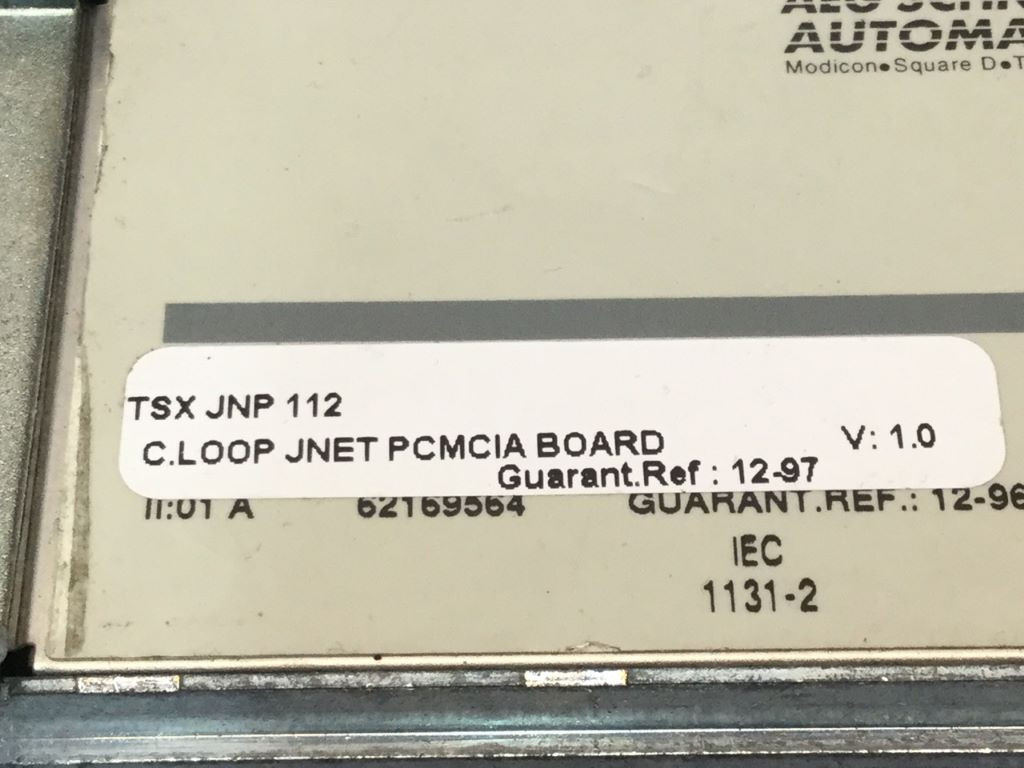 AUTOMA
Modicon•Square D•T
TSX JNP 112
C.LOOP JNET PCMCIA BOARD V: 1.0
Guarant.Ref : 12-97
II:01 A 62169564 GUARANT.REF.: 12-96
IEC
1131-2